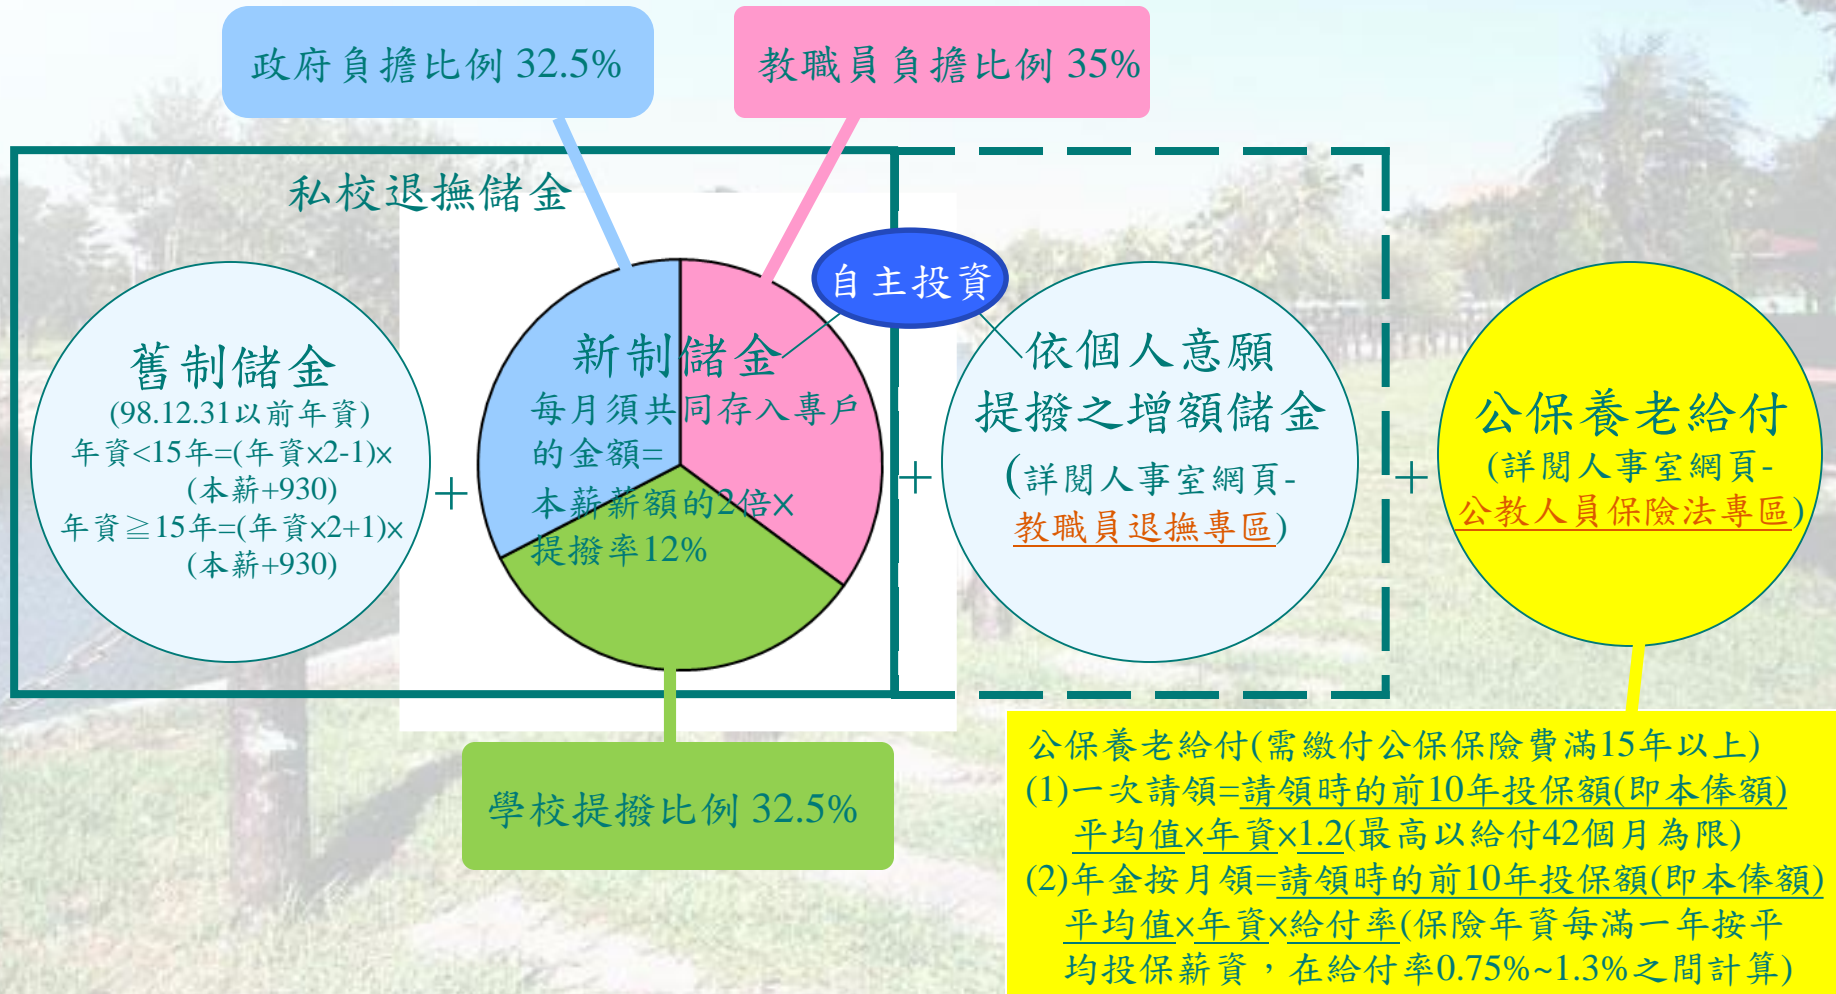 政府負擔比例 32.5%
教職員負擔比例 35%
私校退撫儲金
自主投資
舊制儲金
(98.12.31以前年資)
年資<15年=(年資×2-1)×
(本薪+930)
年資≧15年=(年資×2+1)×
(本薪+930)
+
新制儲金
每月須共同存入專戶
的金額=
本薪薪額的2倍×
提撥率12%
+
依個人意願
提撥之增額儲金
(詳閱人事室網頁-
教職員退撫專區)
+
公保養老給付
(詳閱人事室網頁-
公教人員保險法專區)
學校提撥比例 32.5%
公保養老給付(需繳付公保保險費滿15年以上)
(1)一次請領=請領時的前10年投保額(即本俸額)
平均值×年資×1.2(最高以給付42個月為限)
(2)年金按月領=請領時的前10年投保額(即本俸額)
平均值×年資×給付率(保險年資每滿一年按平
均投保薪資，在給付率0.75%~1.3%之間計算)